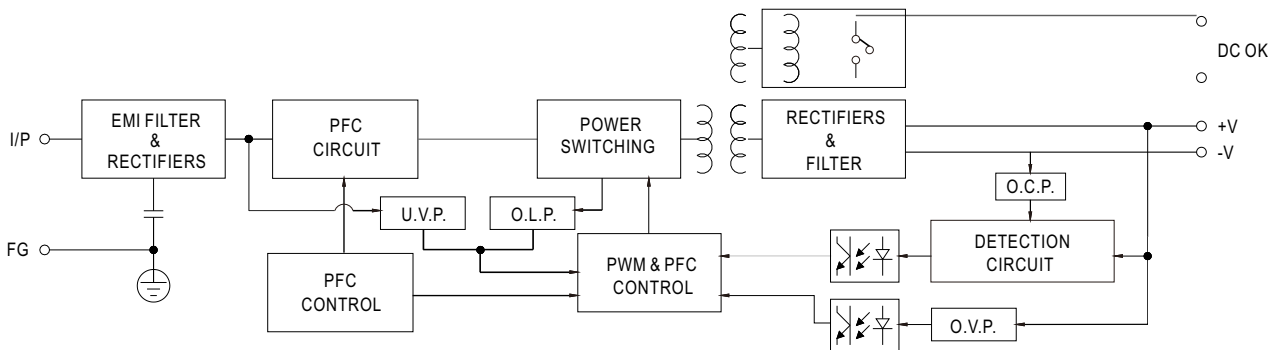 DC OK
I/P
EMI FILTER
&
RECTIFIERS
PFC
CIRCUIT
POWER
SWITCHING
RECTIFIERS
&
FILTER
+V
-V
O.C.P.
U.V.P.
O.L.P.
FG
PFC
CONTROL
PWM & PFC
CONTROL
DETECTION
CIRCUIT
O.V.P.